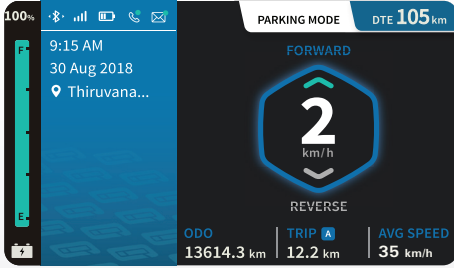 100%
F
E
9:15 AM
30 Aug 2018
Thiruvana...
PARKING MODE
DTE 105 km
FORWARD
2
km/h
REVERSE
ODO
13614.3 km
TRIP A
12.2 km
AVG SPEED
35 km/h